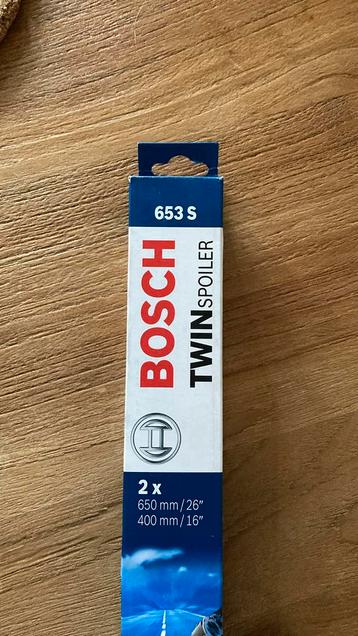 653 S
BOSCH
TWINSPOILER
2 x
650 mm / 26"
400 mm / 16"